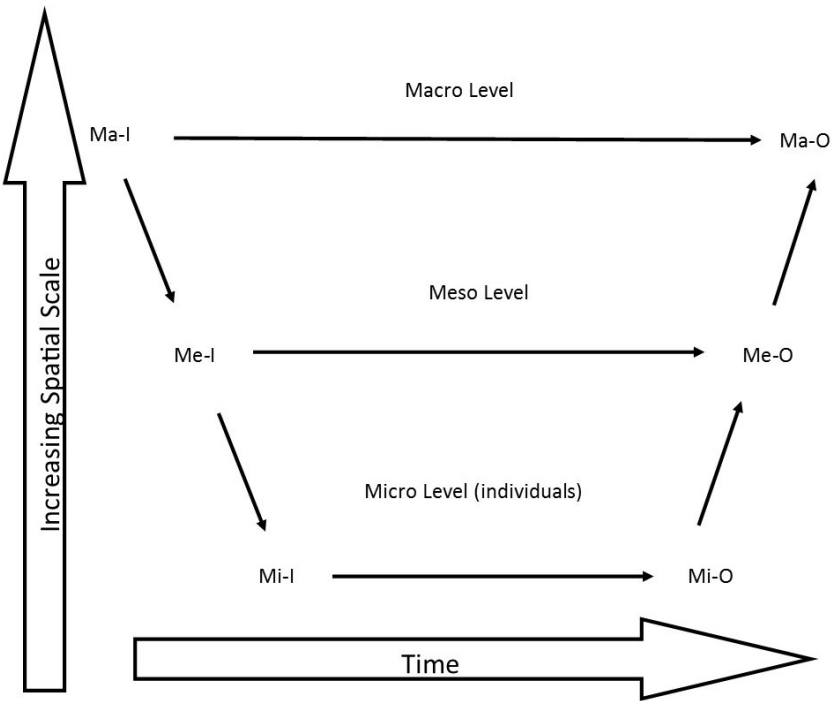 Macro Level
Ma-I
Ma-O
Increasing Spatial Scale
Meso Level
Me-I
Me-O
Micro Level (individuals)
Mi-I
Mi-O
Time